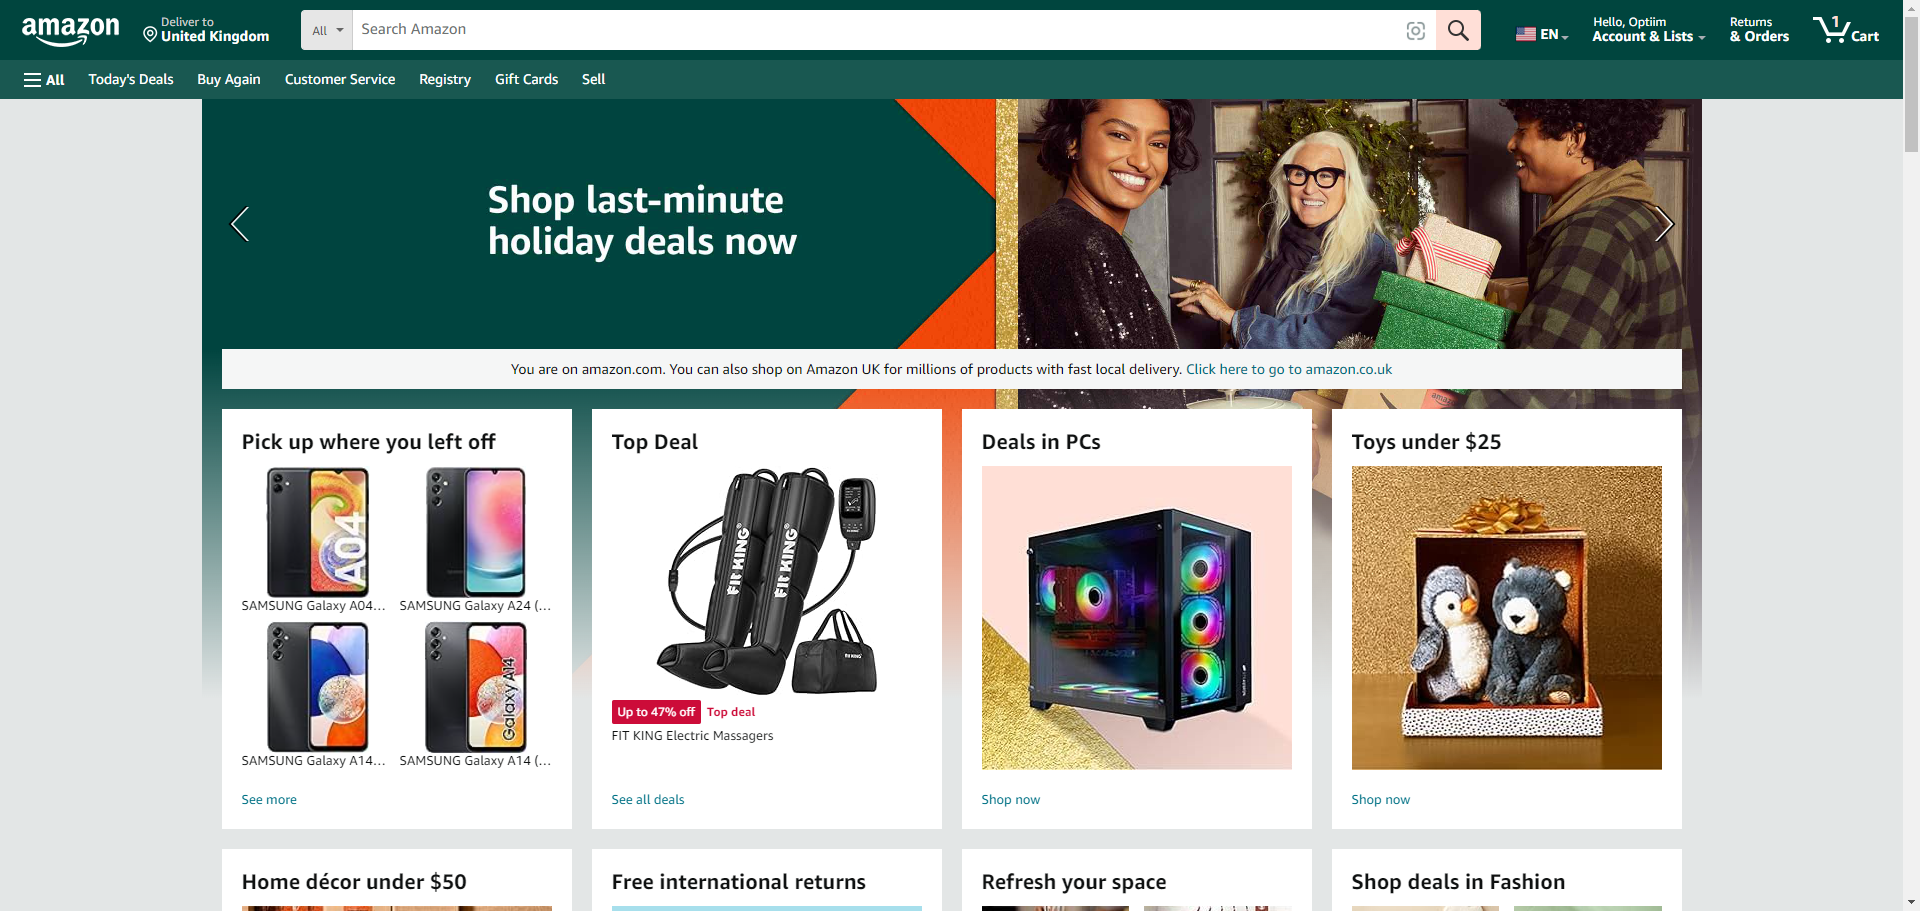 amazon
Deliver to
United Kingdom
All
Search Amazon
EN
Hello, Optiim
Account & Lists
Returns
& Orders
1
Cart
All
Today's Deals
Buy Again
Customer Service
Registry
Gift Cards
Sell
Shop last-minute
holiday deals now
You are on amazon.com. You can also shop on Amazon UK for millions of products with fast local delivery. Click here to go to amazon.co.uk
Pick up where you left off
A04
SAMSUNG Galaxy A04...
SAMSUNG Galaxy A24 (...
Galaxy A14
SAMSUNG Galaxy A14...
SAMSUNG Galaxy A14 (...
See more
Top Deal
FIT KING
FIT KING
FIT KING
Up to 47% off
Top deal
FIT KING Electric Massagers
See all deals
Deals in PCs
Shop now
Toys under $25
Shop now
Home décor under $50
Free international returns
Refresh your space
Shop deals in Fashion